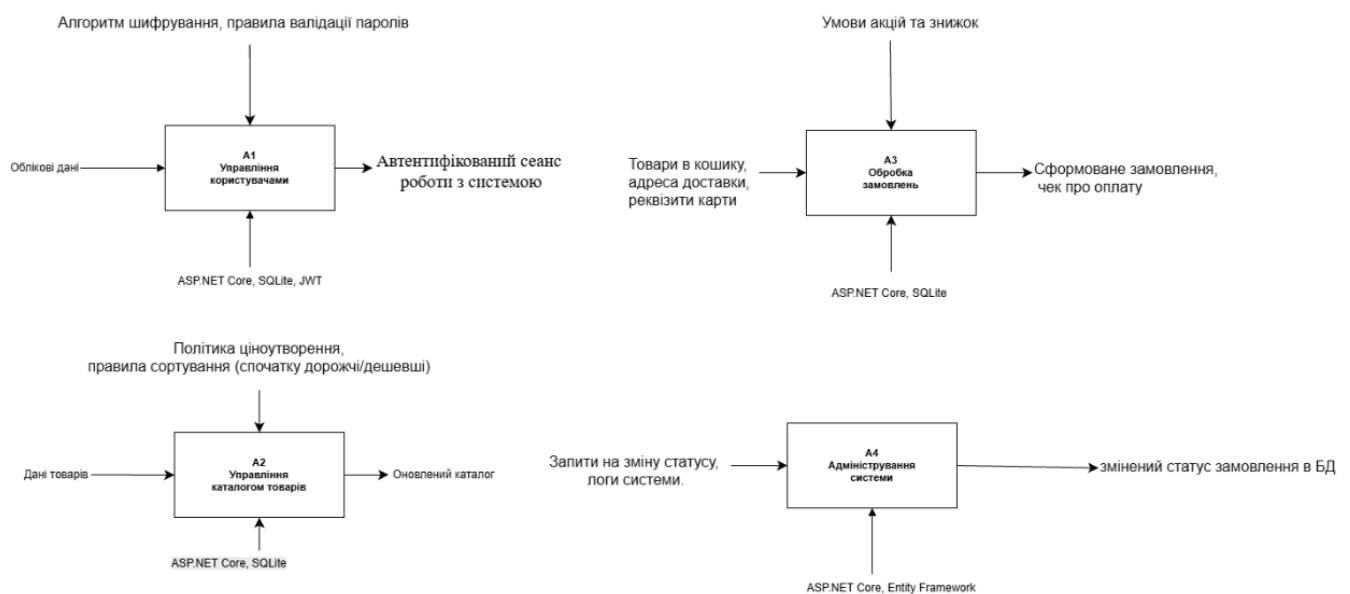 Алгоритм шифрування, правила валідації паролів
Облікові дані
A1
Управління
користувачами
Автентифікований сеанс
роботи з системою
ASP.NET Core, SQLite, JWT
Умови акцій та знижок
Товари в кошику,
адреса доставки,
реквізити карти
A3
Обробка
замовлень
Сформоване замовлення,
чек про оплату
ASP.NET Core, SQLite
Політика ціноутворення,
правила сортування (спочатку дорожчі/дешевші)
Дані товарів
A2
Управління
каталогом товарів
Оновлений каталог
ASP.NET Core, SQLite
Запити на зміну статусу,
логи системи.
A4
Адміністрування
системи
змінений статус замовлення в БД
ASP.NET Core, Entity Framework